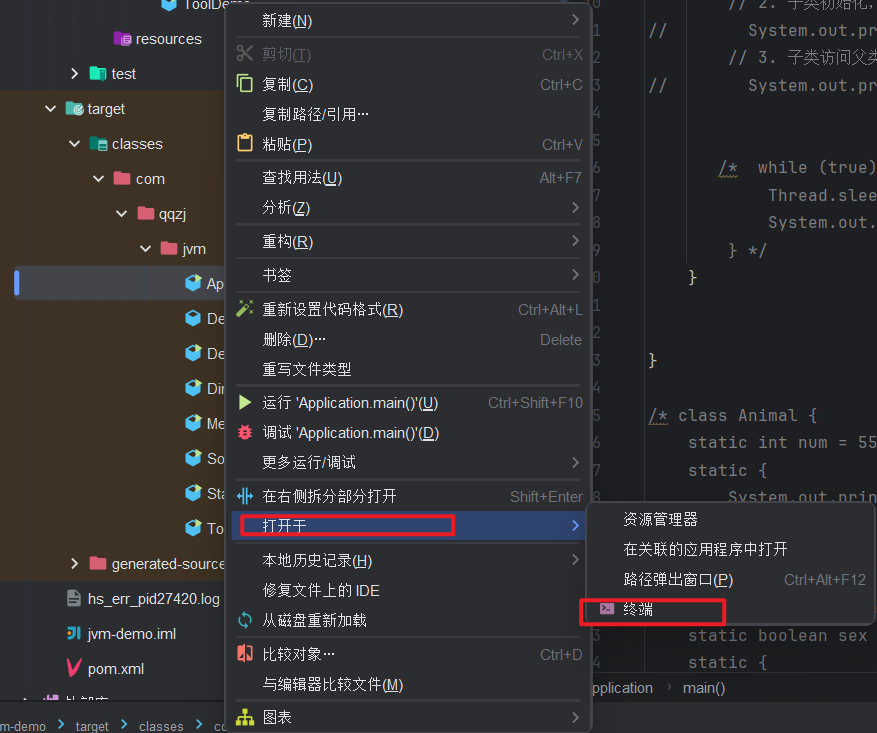 ToolDemo
resources
test
target
classes
com
qqzj
jvm
Ap
De
De
Di
Me
So
Sta
To
generated-source
hs_err_pid27420.log
jvm-demo.iml
pom.xml
m-demo > target > classes > co
新建(N)
剪切(T) Ctrl+X
复制(C) Ctrl+C
复制路径/引用…
粘贴(P) Ctrl+V
查找用法(U) Alt+F7
分析(Z)
重构(R)
书签
重新设置代码格式(R) Ctrl+Alt+L
删除(D)… Delete
重写文件类型
运行 'Application.main()'(U) Ctrl+Shift+F10
调试 'Application.main()'(D)
更多运行/调试
在右侧拆分部分打开 Shift+Enter
打开于
本地历史记录(H)
修复文件上的 IDE
从磁盘重新加载
比较对象… Ctrl+D
与编辑器比较文件(M)
图表
资源管理器
在关联的应用程序中打开
路径弹出窗口(P) Ctrl+Alt+F12
终端
// 2. 子类初始化,
// System.out.pr
// 3. 子类访问父类
// System.out.pr
/* while (true)
Thread.slee
System.out.
} */
}
}
/* class Animal {
static int num = 55
static {
System.out.prin
static boolean sex
static {
pplication > main()